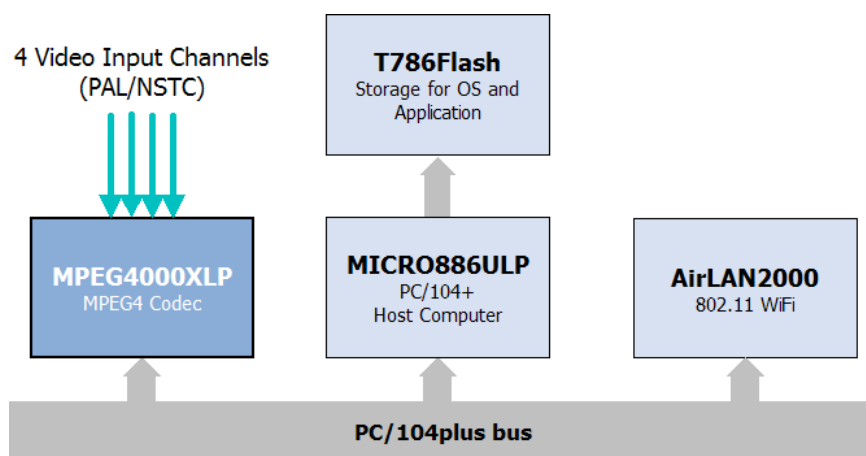 4 Video Input Channels
(PAL/NSTC)
T786Flash
Storage for OS and
Application
MPEG4000XLP
MPEG4 Codec
MICRO886ULP
PC/104+
Host Computer
AirLAN2000
802.11 WiFi
PC/104plus bus